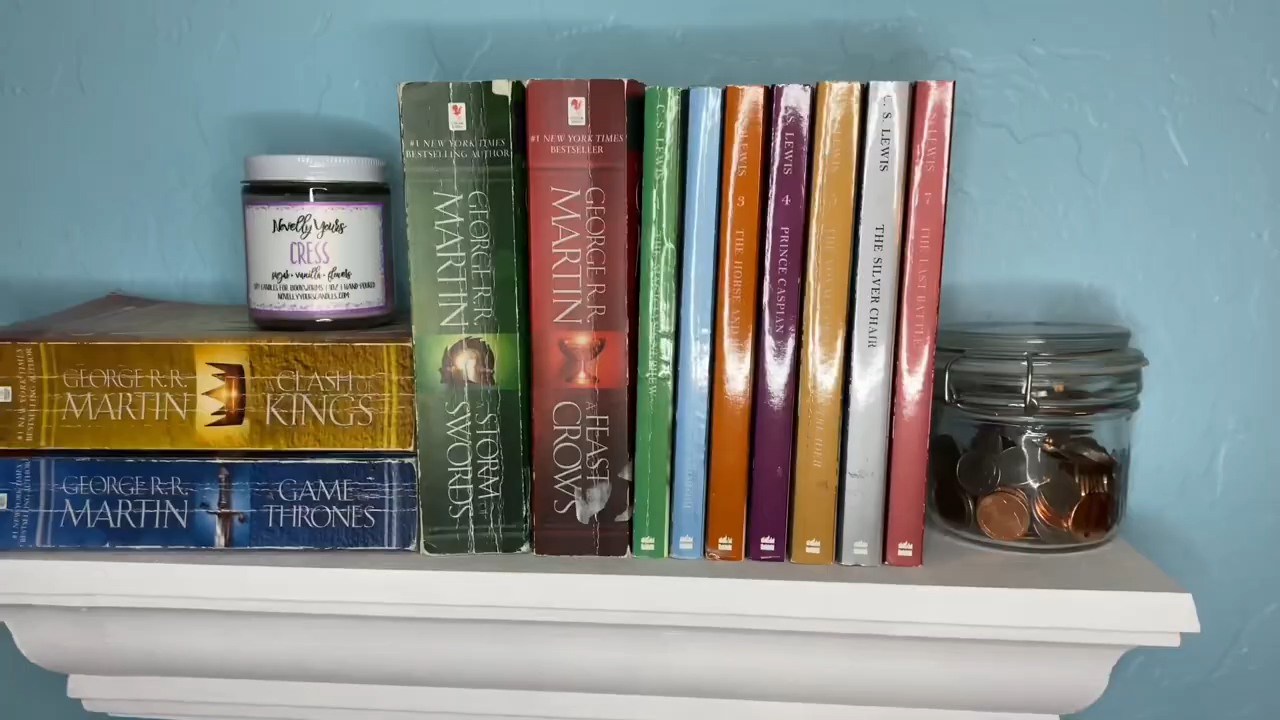 Novelly Yours
CRESS
sugar • vanilla • flowers
NOVELLYYOURSCANDLES.COM
GEORGE R.R.
MARTIN
A CLASH OF
KINGS
GEORGE R.R.
MARTIN
A GAME OF
THRONES
#1 NEW YORK TIMES
BESTSELLING AUTHOR
GEORGE R.R.
MARTIN
A STORM OF
SWORDS
#1 NEW YORK TIMES
BESTSELLER
GEORGE R.R.
MARTIN
A FEAST FOR
CROWS
C. S. LEWIS
LEWIS 3 THE HORSE AND
S. LEWIS 4 PRINCE CASPIAN
C. S. LEWIS THE SILVER CHAIR
LEWIS 7 THE LAST BATTLE